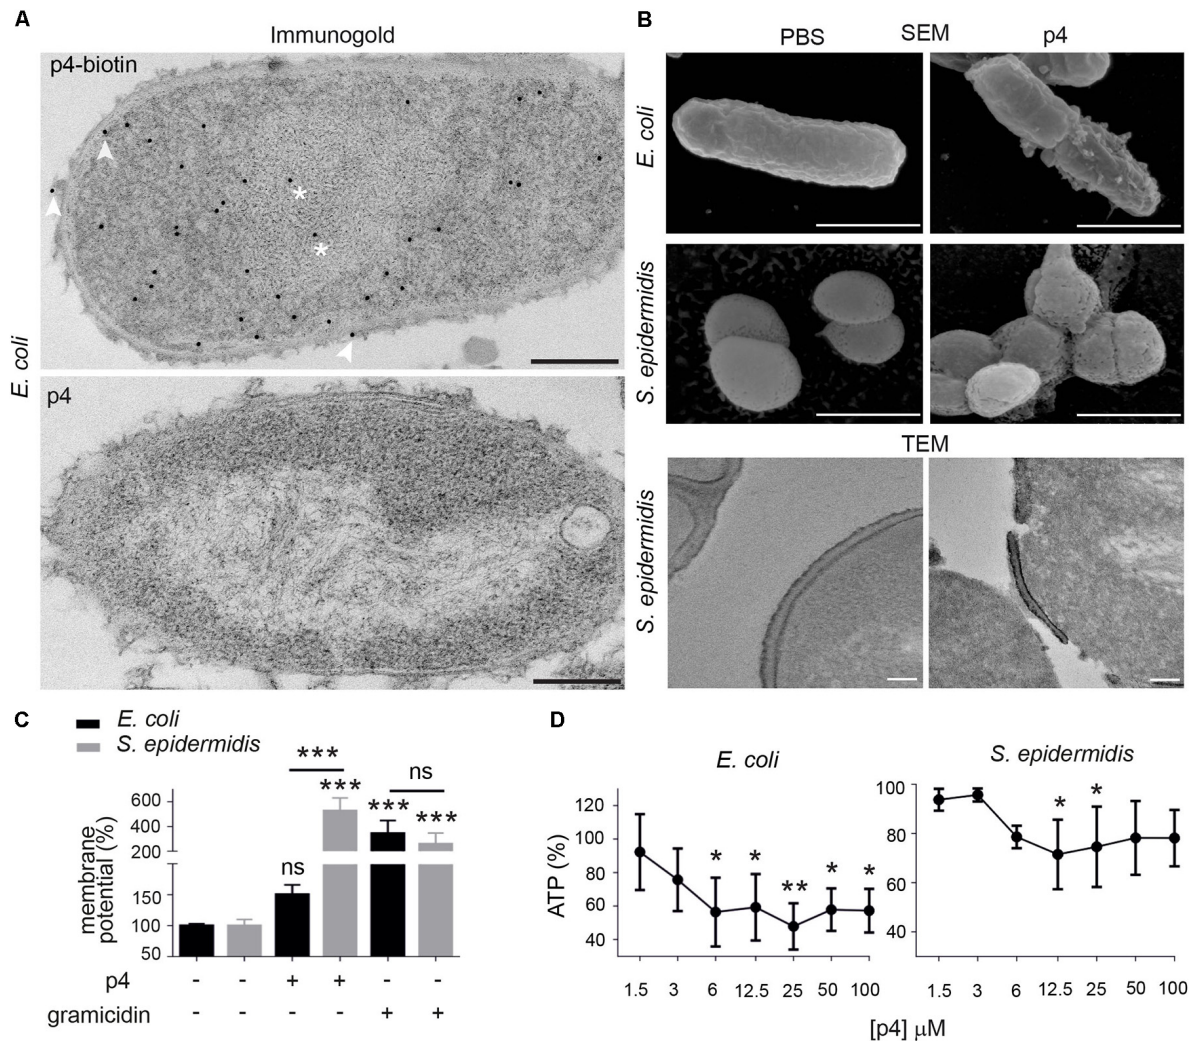 A
Immunogold
p4-biotin
*
*
E. coli
p4
B
PBS SEM p4
E. coli
S. epidermidis
TEM
S. epidermidis
C
E. coli
S. epidermidis
membrane
potential (%)
600
400
200
150
100
50
ns
***
***
***
ns
***
p4 - - + + - -
gramicidin - - - - + +
D
E. coli
ATP (%)
120
100
80
60
40
* * ** * *
1.5 3 6 12.5 25 50 100
S. epidermidis
100
80
60
40
* *
1.5 3 6 12.5 25 50 100
[p4] μM